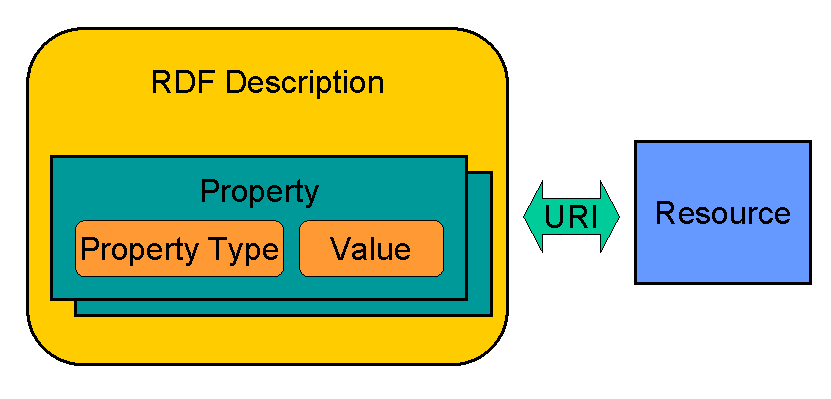 RDF Description
Property
Property Type
Value
URI
Resource